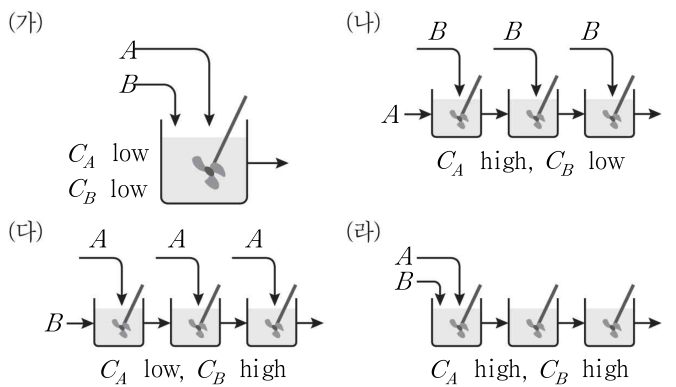 (가)
A
B
C_A low
C_B low
(나)
B B B
A
C_A high, C_B low
(다)
A A A
B
C_A low, C_B high
(라)
A
B
C_A high, C_B high